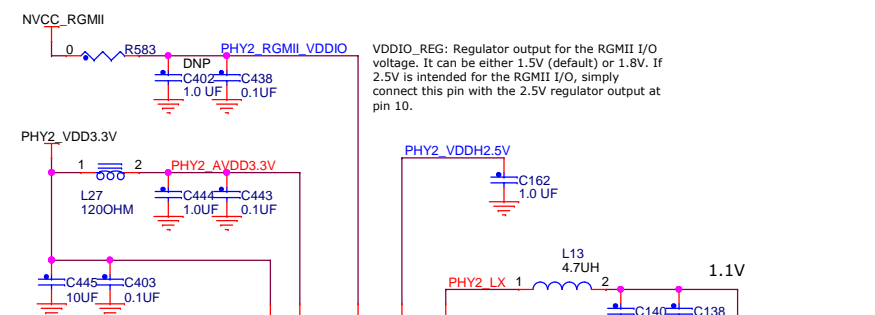 NVCC_RGMII
0 R583 PHY2_RGMII_VDDIO
DNP
C402 C438
1.0 UF 0.1UF
VDDIO_REG: Regulator output for the RGMII I/O
voltage. It can be either 1.5V (default) or 1.8V. If
2.5V is intended for the RGMII I/O, simply
connect this pin with the 2.5V regulator output at
pin 10.
PHY2_VDD3.3V
1 2 PHY2_AVDD3.3V
L27
120OHM
C444 C443
1.0UF 0.1UF
PHY2_VDDH2.5V
C162
1.0 UF
C445 C403
10UF 0.1UF
L13
4.7UH
PHY2_LX 1 2
1.1V
C140 C138